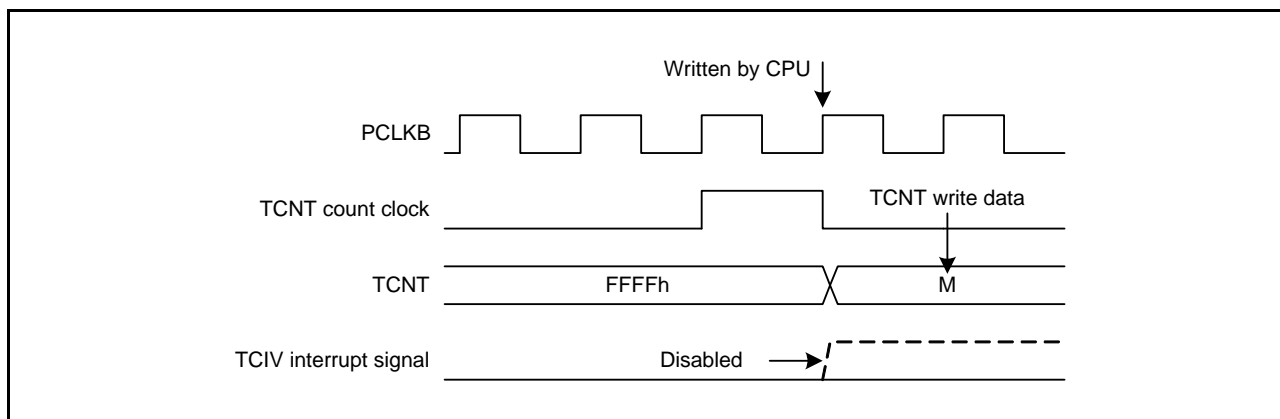 Written by CPU
PCLKB
TCNT count clock
TCNT write data
TCNT
FFFFh
M
TCIV interrupt signal
Disabled